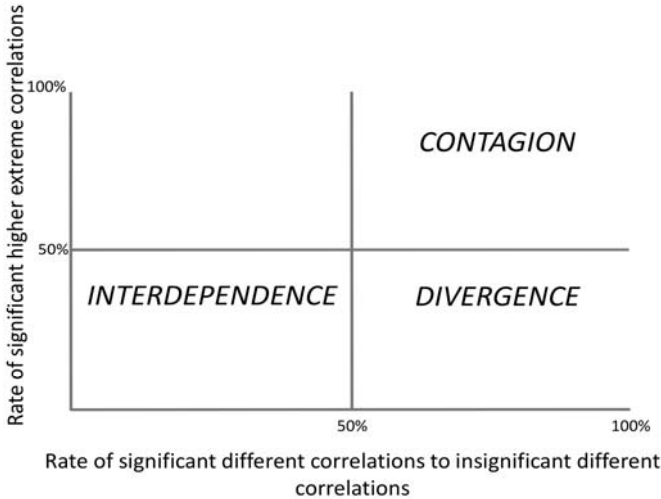 Rate of significant higher extreme correlations
100%
CONTAGION
50%
INTERDEPENDENCE
DIVERGENCE
50%
100%
Rate of significant different correlations to insignificant different
correlations